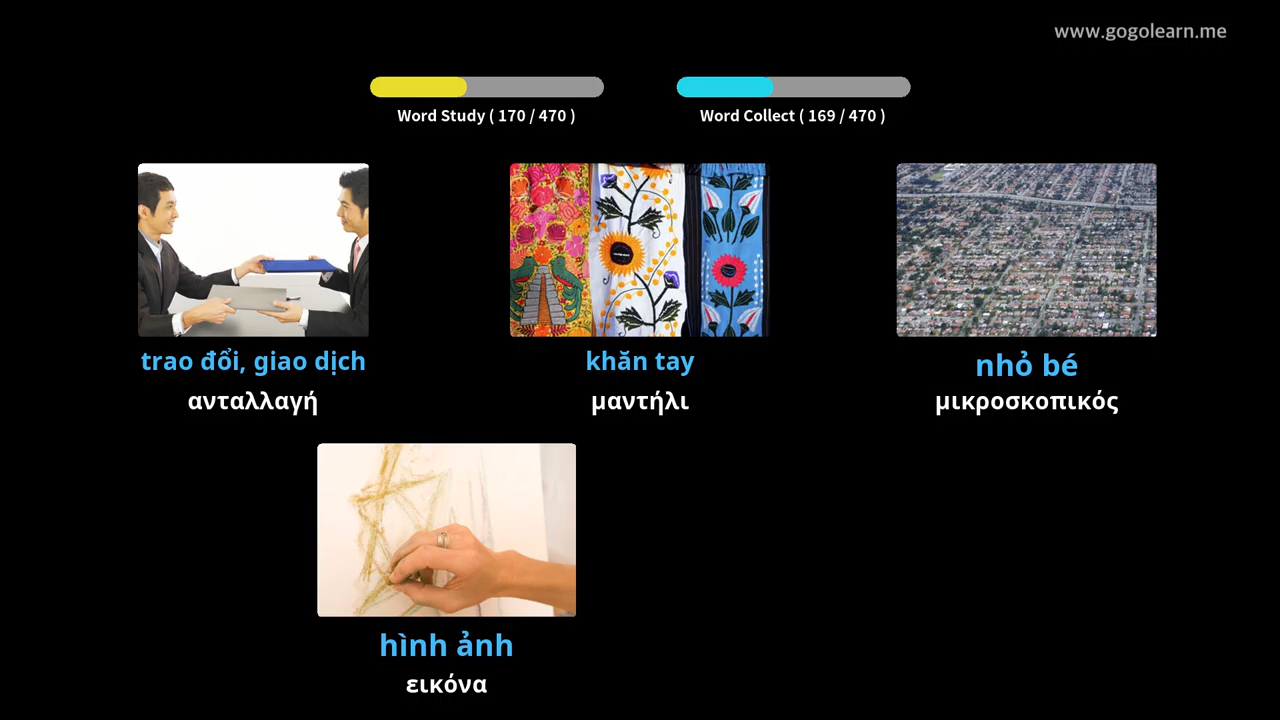 www.gogolearn.me
Word Study ( 170 / 470 )
Word Collect ( 169 / 470 )
trao đổi, giao dịch
ανταλλαγή
khăn tay
μαντήλι
nhỏ bé
μικροσκοπικός
hình ảnh
εικόνα